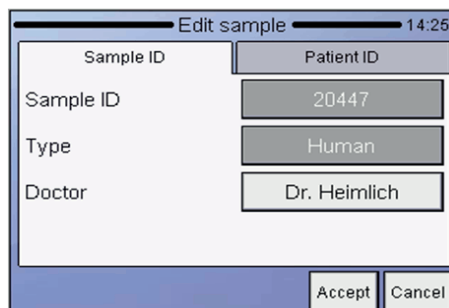 Edit sample 14:25
Sample ID Patient ID
Sample ID 20447
Type Human
Doctor Dr. Heimlich
Accept Cancel